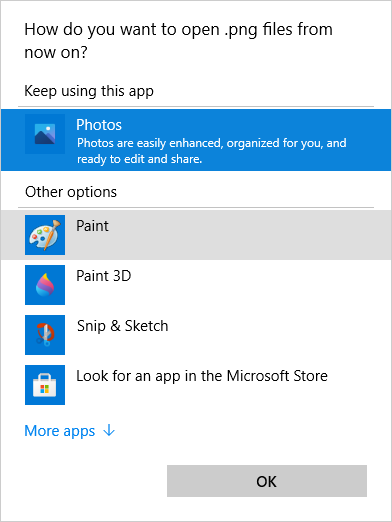 How do you want to open .png files from
now on?
Keep using this app
Photos
Photos are easily enhanced, organized for you, and
ready to edit and share.
Other options
Paint
Paint 3D
Snip & Sketch
Look for an app in the Microsoft Store
More apps ↓
OK